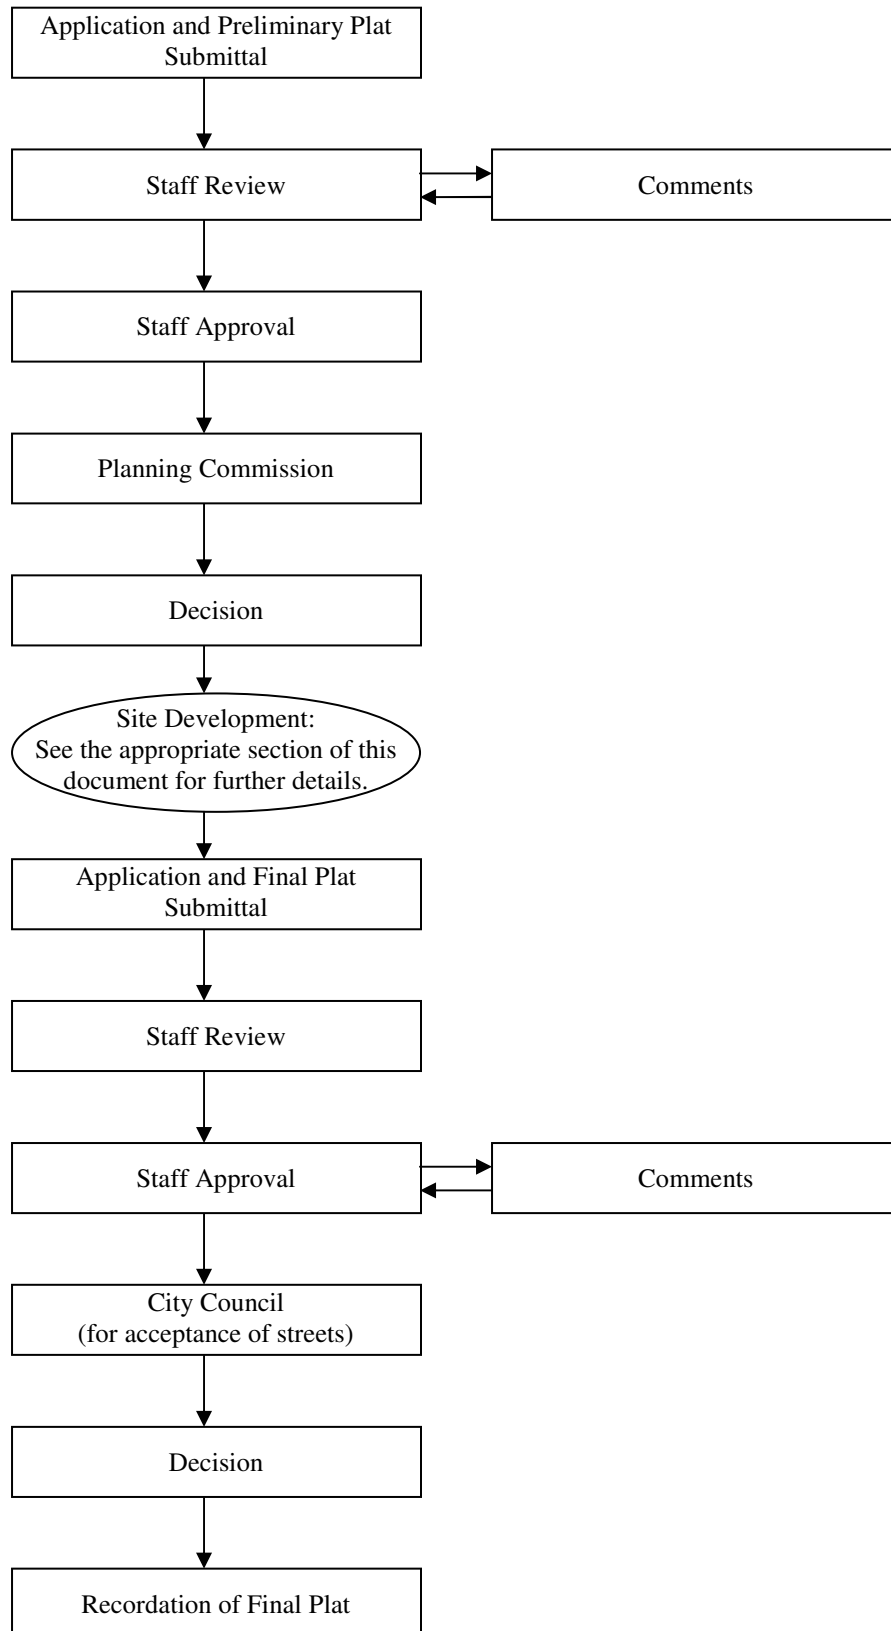 Application and Preliminary Plat
Submittal
Staff Review
Comments
Staff Approval
Planning Commission
Decision
Site Development:
See the appropriate section of this
document for further details.
Application and Final Plat
Submittal
Staff Review
Staff Approval
Comments
City Council
(for acceptance of streets)
Decision
Recordation of Final Plat